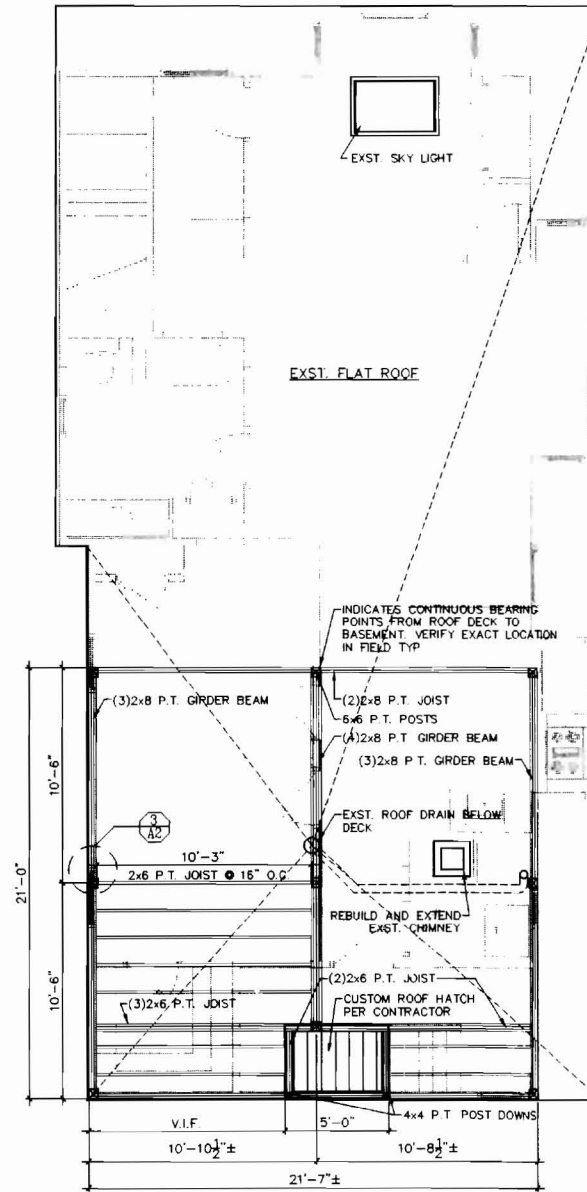 EXST. SKY LIGHT
EXST. FLAT ROOF
INDICATES CONTINUOUS BEARING
POINTS FROM ROOF DECK TO
BASEMENT. VERIFY EXACT LOCATION
IN FIELD TYP
(3)2x8 P.T. GIRDER BEAM
(2)2x8 P.T. JOIST
6x6 P.T. POSTS
(4)2x8 P.T GIRDER BEAM
(3)2x8 P.T. GIRDER BEAM
10'-6"
3
A2
EXST. ROOF DRAIN BELOW
DECK
10'-3"
2x6 P.T. JOIST @ 16" O.C
21'-0"
REBUILD AND EXTEND
EXST. CHIMNEY
10'-6"
(2)2x6 P.T. JOIST
(3)2x6 P.T. JOIST
CUSTOM ROOF HATCH
PER CONTRACTOR
4x4 P.T POST DOWNS
V.I.F.
5'-0"
10'-10½"±
10'-8½"±
21'-7"±